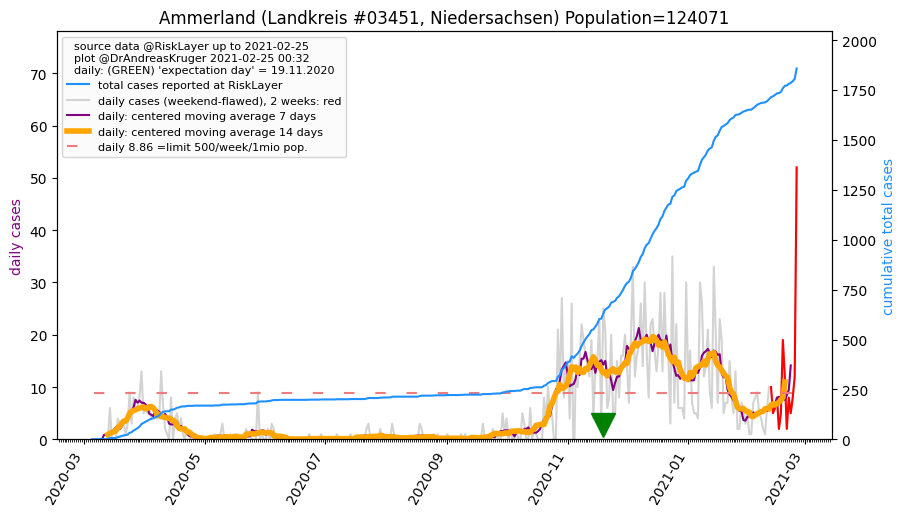 Ammerland (Landkreis #03451, Niedersachsen) Population=124071
source data @RiskLayer up to 2021-02-25
plot @DrAndreasKruger 2021-02-25 00:32
daily: (GREEN) 'expectation day' = 19.11.2020
total cases reported at RiskLayer
daily cases (weekend-flawed), 2 weeks: red
daily: centered moving average 7 days
daily: centered moving average 14 days
daily 8.86 =limit 500/week/1mio pop.
daily cases
70
60
50
40
30
20
10
0
cumulative total cases
2000
1750
1500
1250
1000
750
500
250
0
2020-03
2020-05
2020-07
2020-09
2020-11
2021-01
2021-03